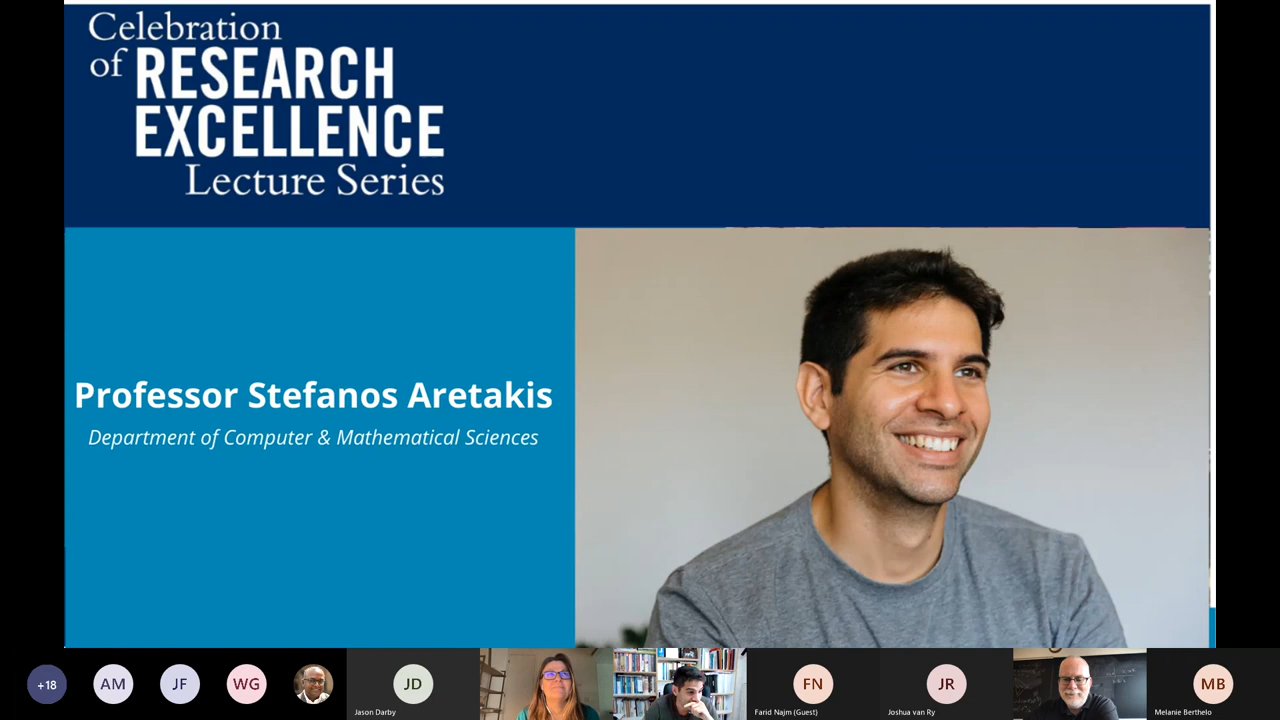 Celebration
of RESEARCH
EXCELLENCE
Lecture Series
Professor Stefanos Aretakis
Department of Computer & Mathematical Sciences
+18
AM
JF
WG
JD
Jason Darby
FN
Farid Najm (Guest)
JR
Joshua van Ry
MB
Melanie Berthelo